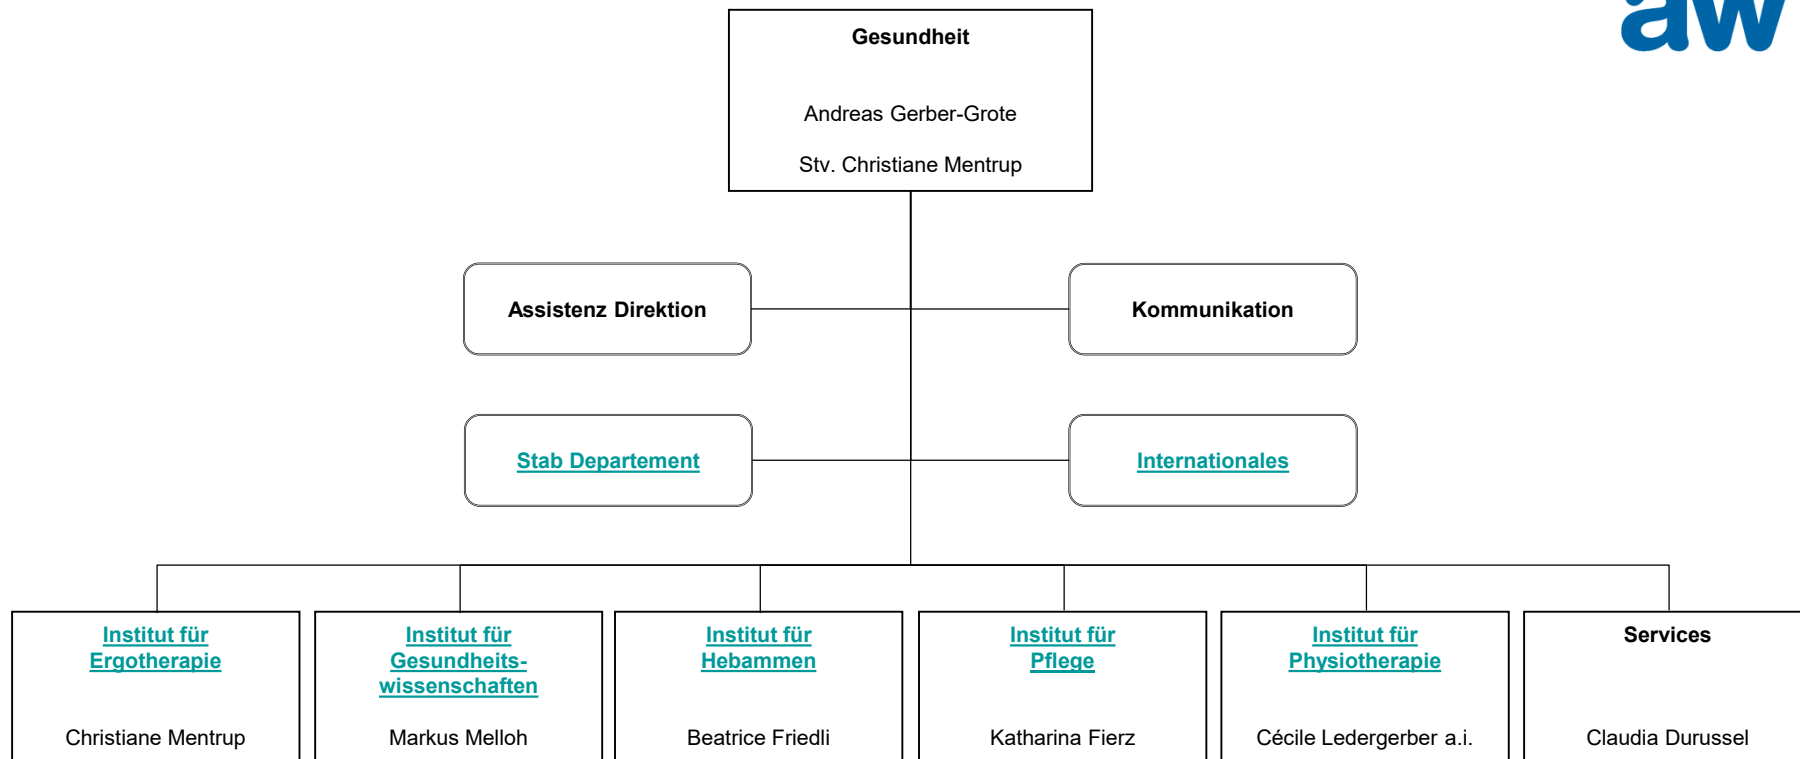 aw
Gesundheit
Andreas Gerber-Grote
Stv. Christiane Mentrup
Assistenz Direktion
Kommunikation
Stab Departement
Internationales
Institut für
Ergotherapie
Christiane Mentrup
Institut für
Gesundheits-
wissenschaften
Markus Melloh
Institut für
Hebammen
Beatrice Friedli
Institut für
Pflege
Katharina Fierz
Institut für
Physiotherapie
Cécile Ledergerber a.i.
Services
Claudia Durussel